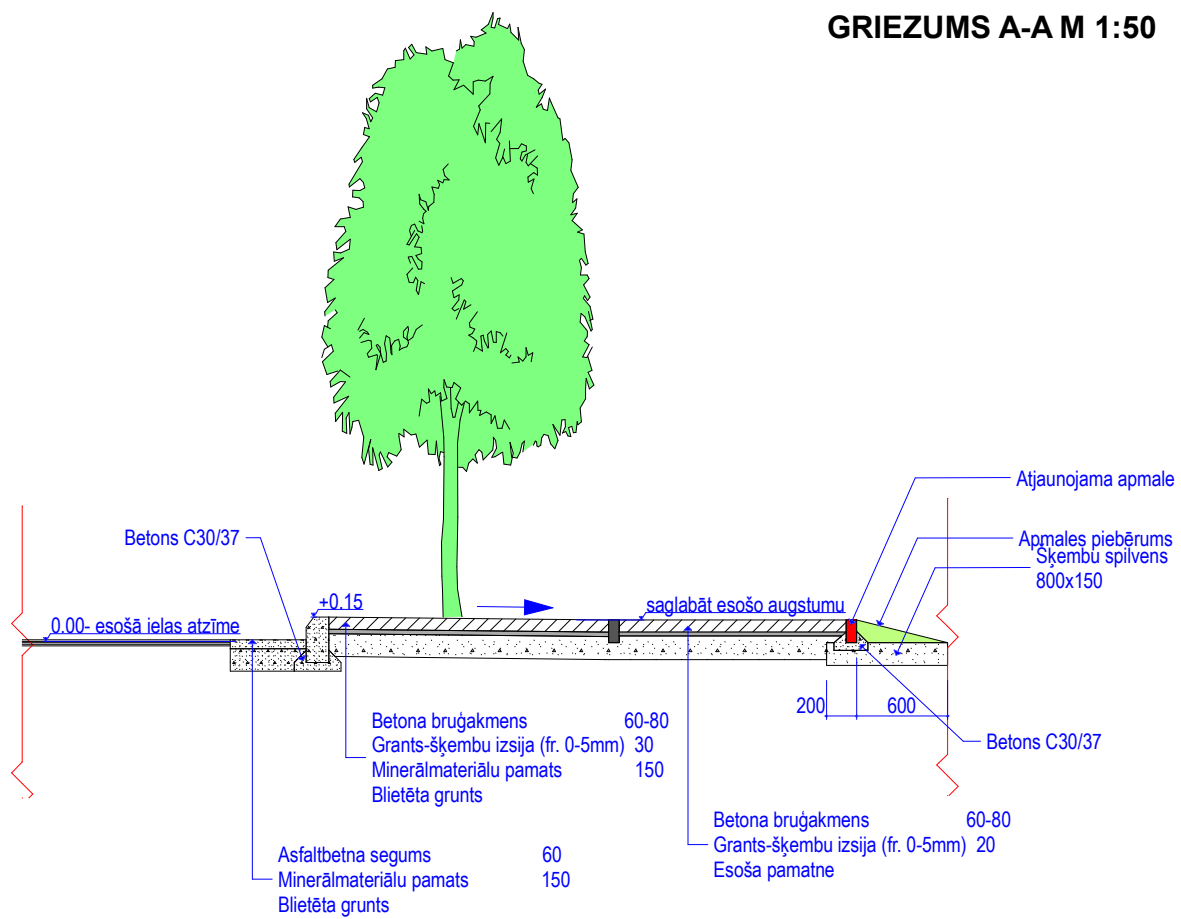 GRIEZUMS A-A M 1:50
Atjaunojama apmale
Betons C30/37
Apmales piebērums
Šķembu spilvens
800x150
+0.15
saglabāt esošo augstumu
0.00- esošā ielas atzīme
200
600
Betona bruģakmens 60-80
Grants-šķembu izsija (fr. 0-5mm) 30
Minerālmateriālu pamats 150
Blietēta grunts
Betons C30/37
Betona bruģakmens 60-80
Grants-šķembu izsija (fr. 0-5mm) 20
Esoša pamatne
Asfaltbetna segums 60
Minerālmateriālu pamats 150
Blietēta grunts